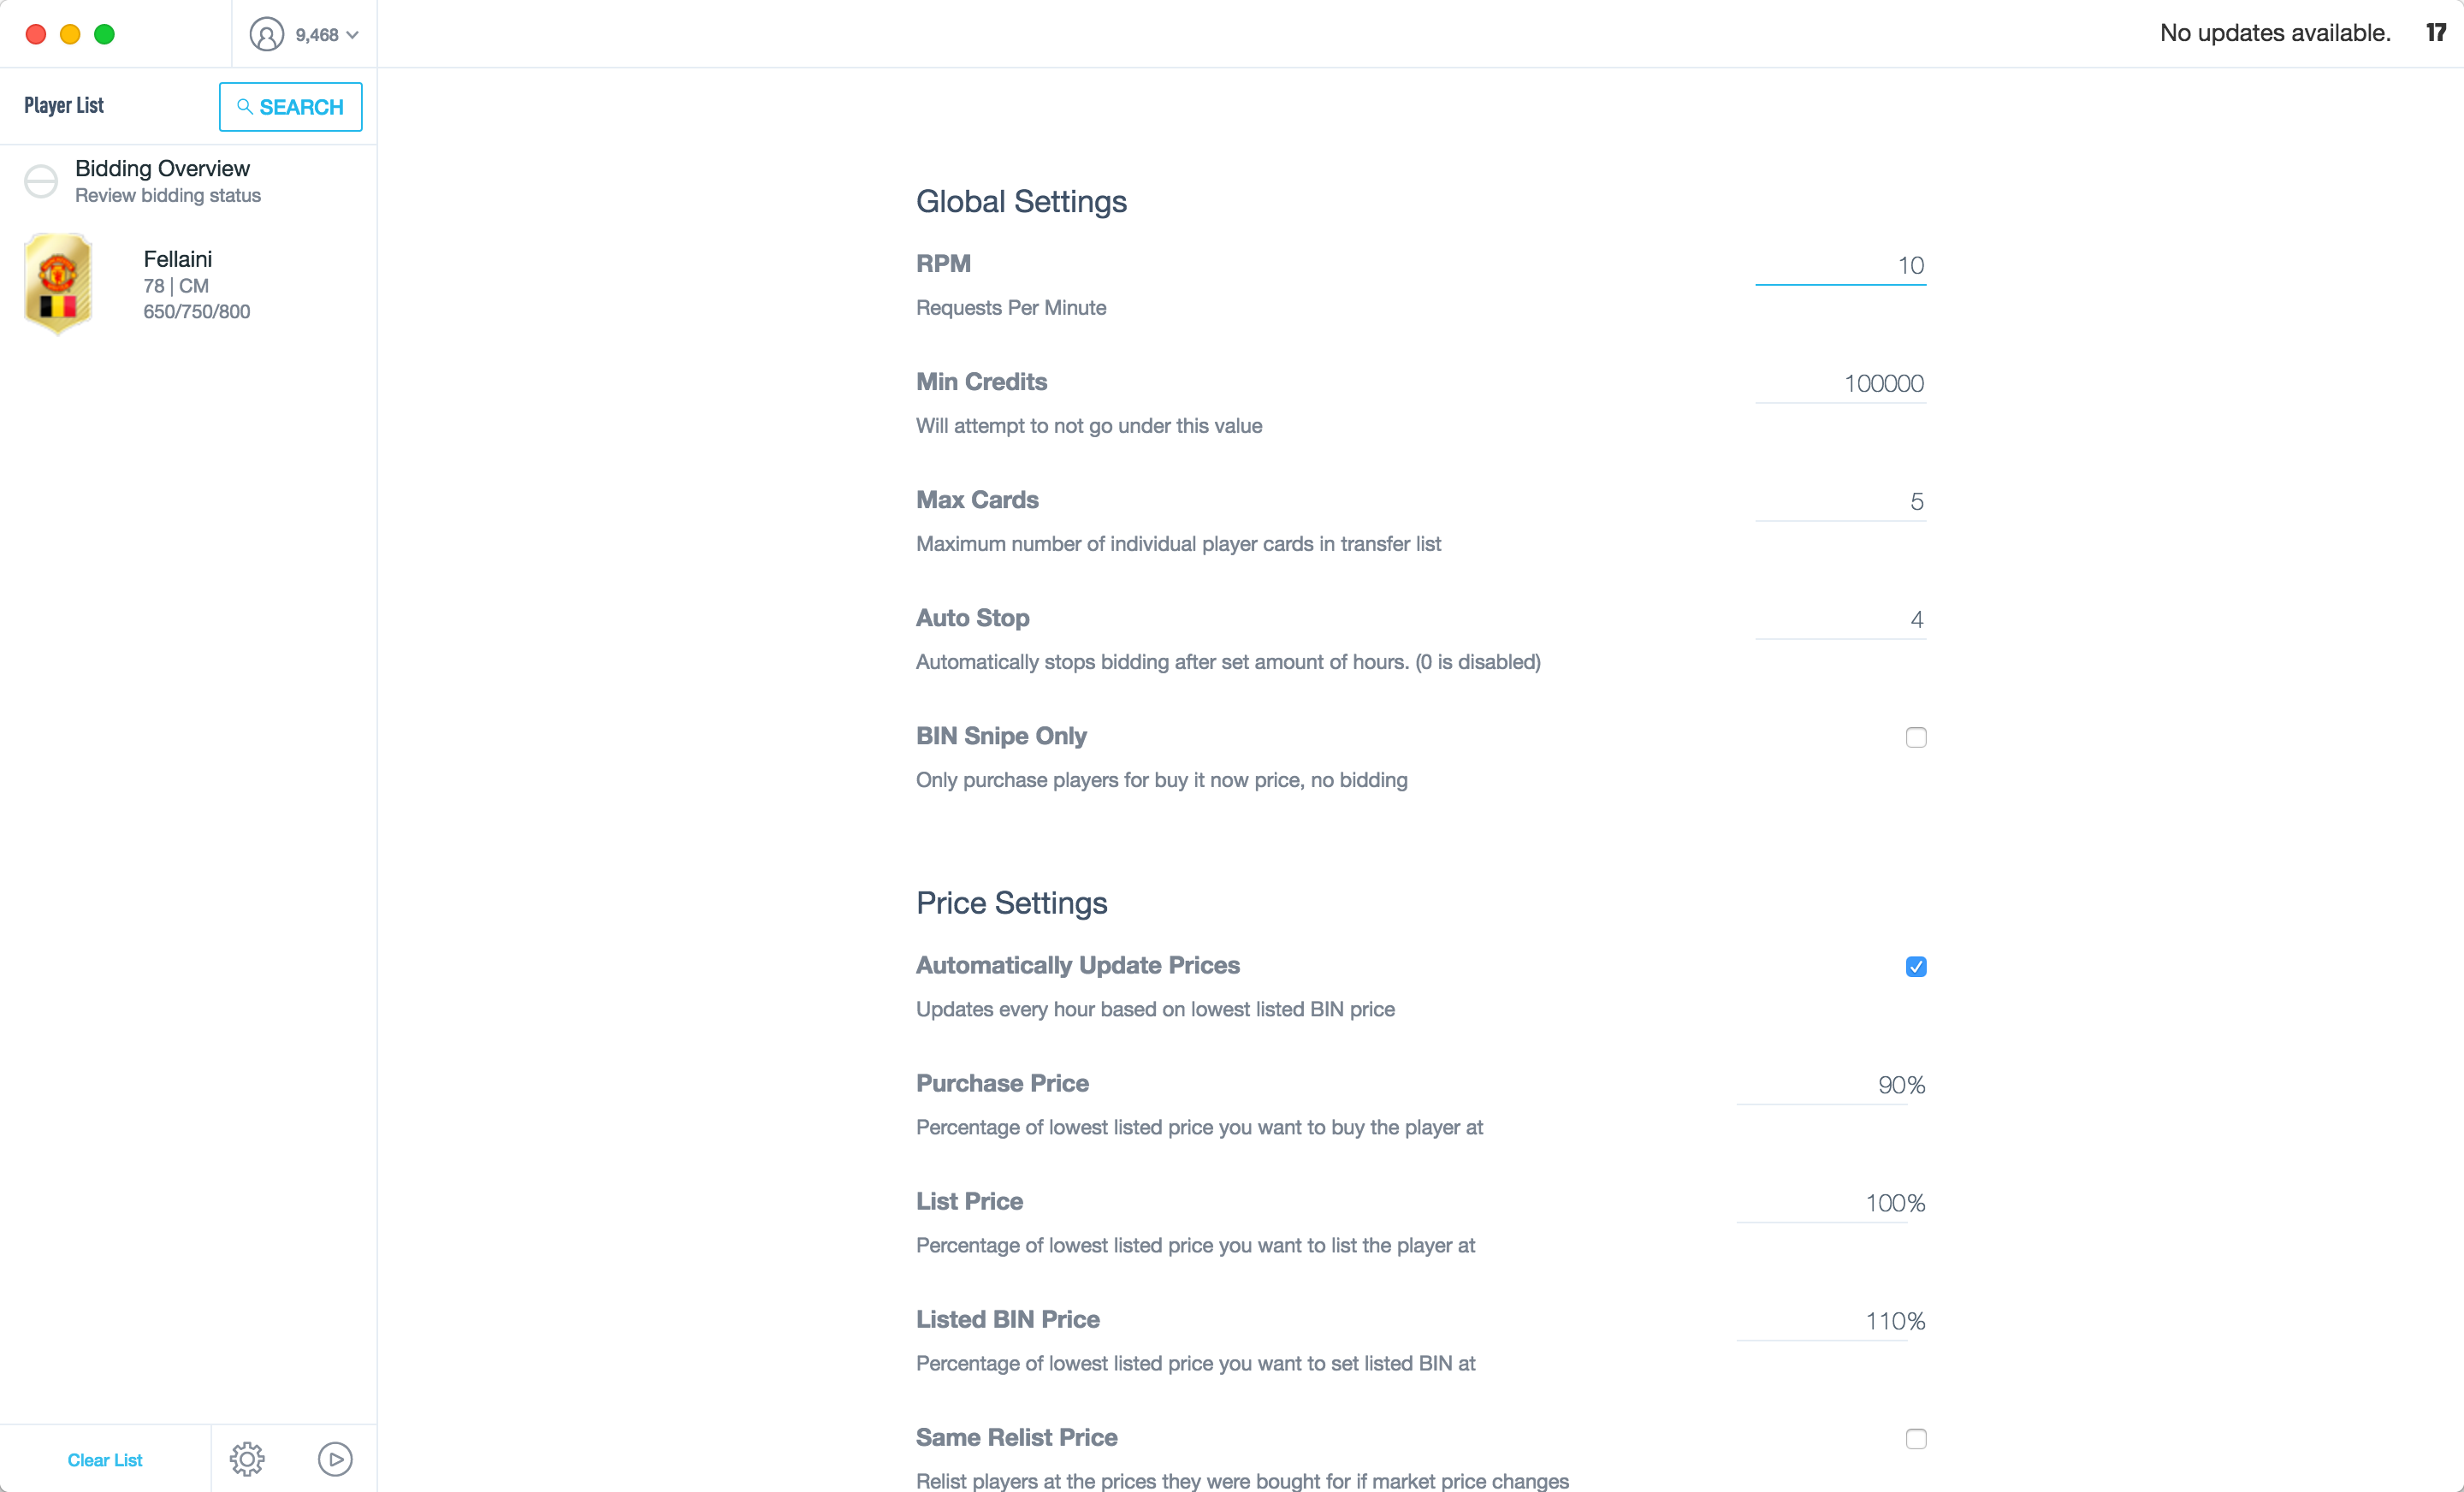 9,468
No updates available.
17
Player List
SEARCH
Bidding Overview
Review bidding status
Fellaini
78 | CM
650/750/800
Global Settings
RPM
10
Requests Per Minute
Min Credits
100000
Will attempt to not go under this value
Max Cards
5
Maximum number of individual player cards in transfer list
Auto Stop
4
Automatically stops bidding after set amount of hours. (0 is disabled)
BIN Snipe Only
Only purchase players for buy it now price, no bidding
Price Settings
Automatically Update Prices
Updates every hour based on lowest listed BIN price
Purchase Price
90%
Percentage of lowest listed price you want to buy the player at
List Price
100%
Percentage of lowest listed price you want to list the player at
Listed BIN Price
110%
Percentage of lowest listed price you want to set listed BIN at
Same Relist Price
Relist players at the prices they were bought for if market price changes
Clear List